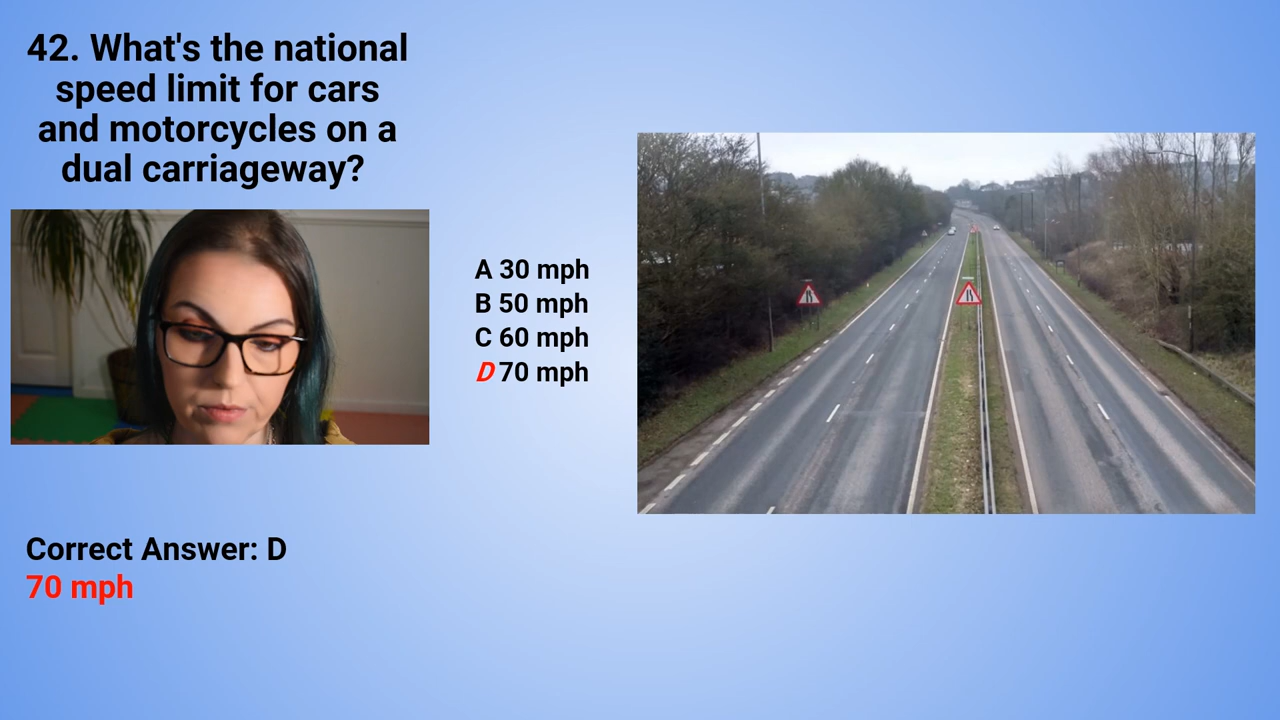 42. What's the national
speed limit for cars
and motorcycles on a
dual carriageway?
A 30 mph
B 50 mph
C 60 mph
D 70 mph
Correct Answer: D
70 mph